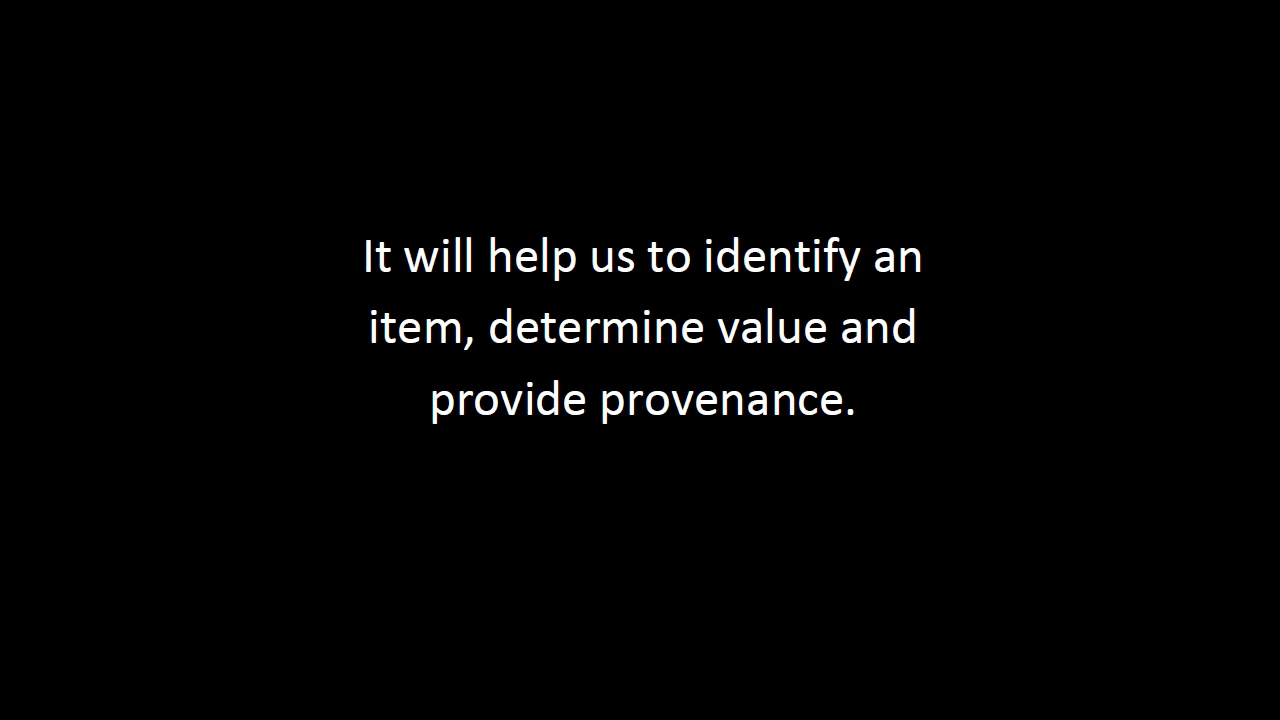 It will help us to identify an
item, determine value and
provide provenance.